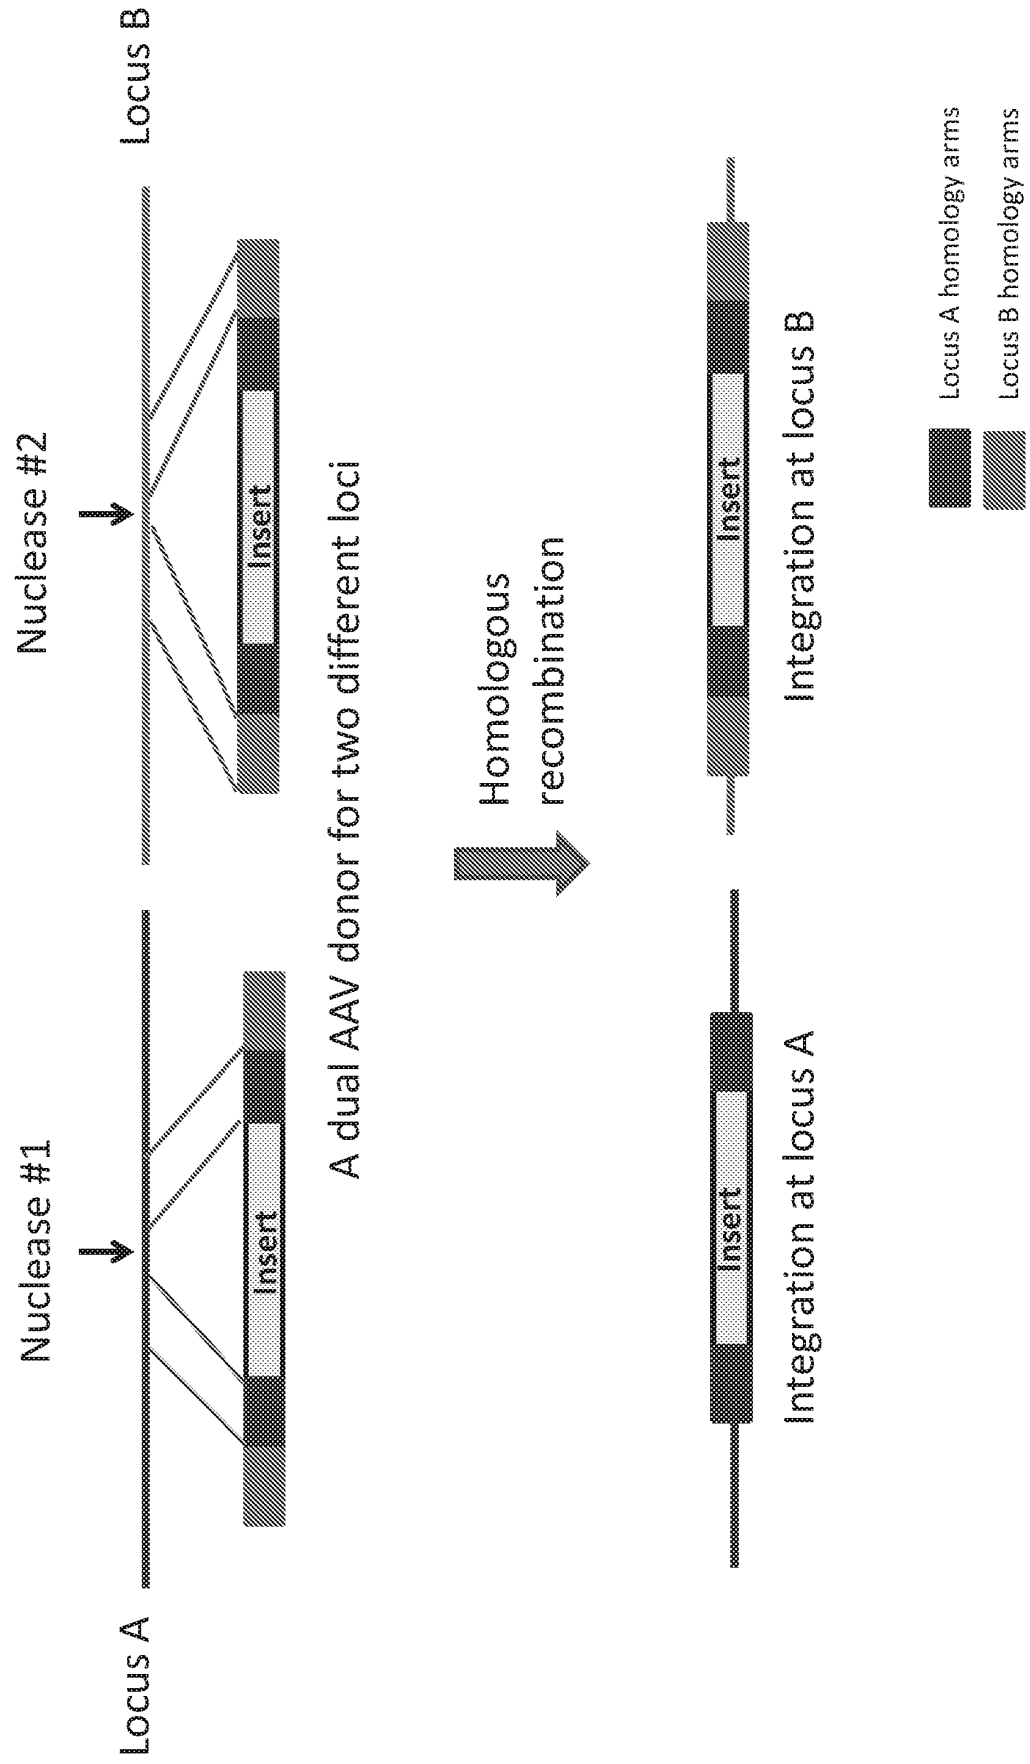 Nuclease #1
Nuclease #2
Locus A
Locus B
Insert
Insert
A dual AAV donor for two different loci
Homologous
recombination
Insert
Insert
Integration at locus A
Integration at locus B
Locus A homology arms
Locus B homology arms